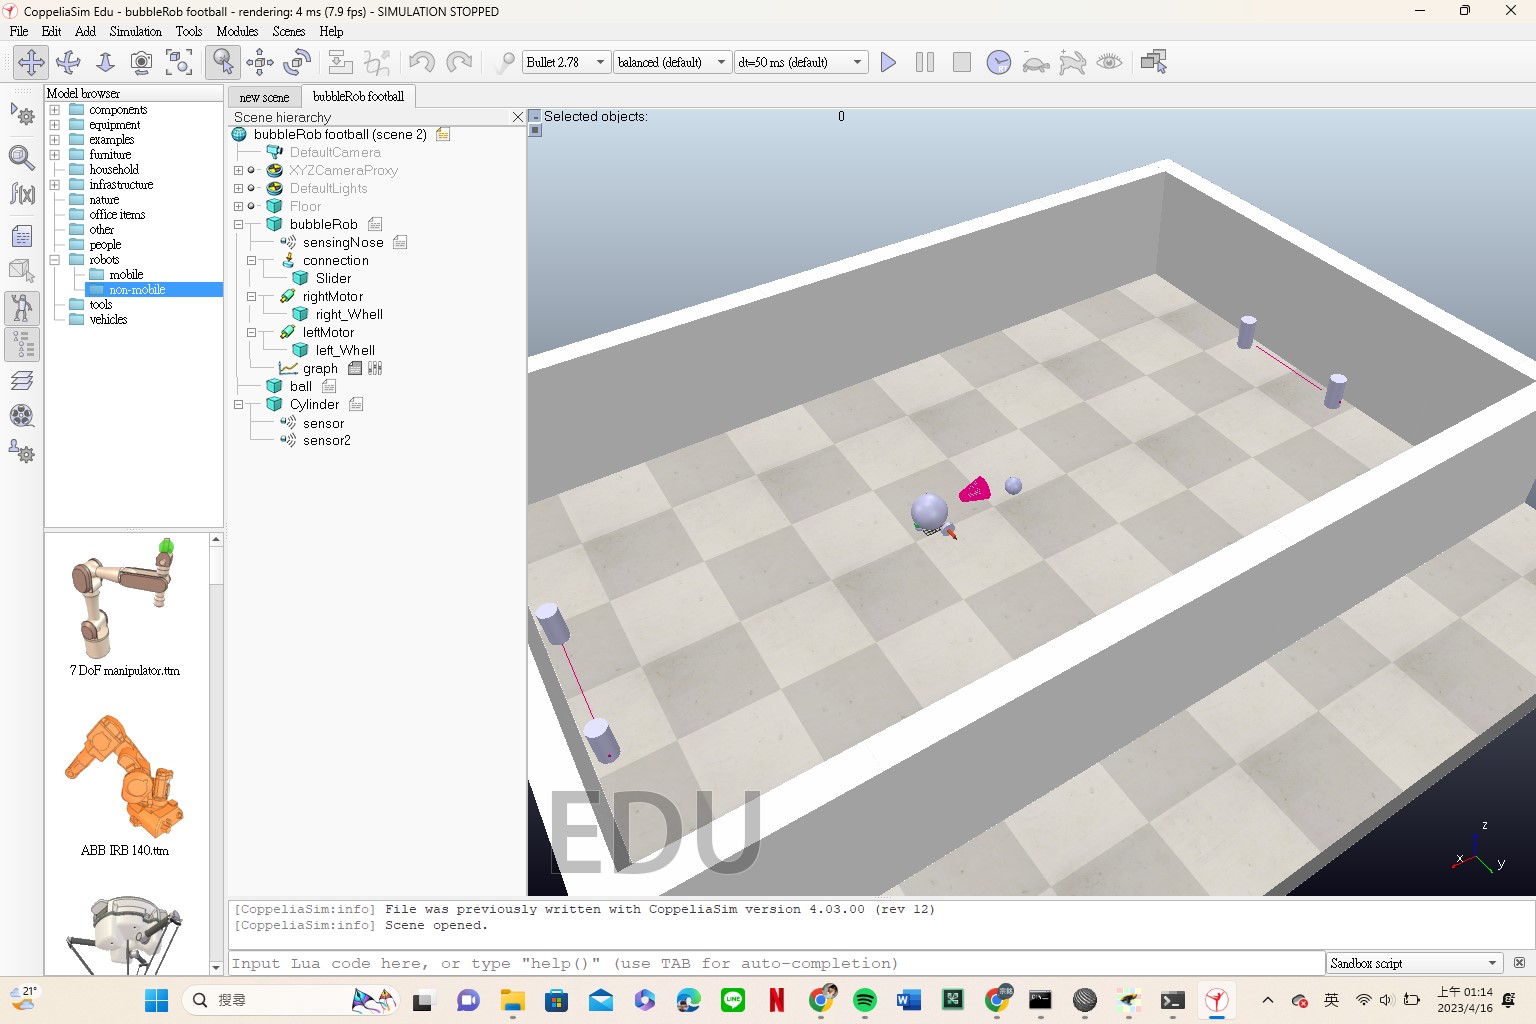 CoppeliaSim Edu - bubbleRob football - rendering: 4 ms (7.9 fps) - SIMULATION STOPPED
File Edit Add Simulation Tools Modules Scenes Help
Bullet 2.78 balanced (default) dt=50 ms (default)
Model browser
components
equipment
examples
furniture
household
infrastructure
nature
office items
other
people
robots
mobile
non-mobile
tools
vehicles
7 DoF manipulator.ttm
ABB IRB 140.ttm
new scene bubbleRob football
Scene hierarchy
bubbleRob football (scene 2)
DefaultCamera
XYZCameraProxy
DefaultLights
Floor
bubbleRob
sensingNose
connection
Slider
rightMotor
right_Whell
leftMotor
left_Whell
graph
ball
Cylinder
sensor
sensor2
Selected objects: 0
EDU
z
x
y
[CoppeliaSim:info] File was previously written with CoppeliaSim version 4.03.00 (rev 12)
[CoppeliaSim:info] Scene opened.
Input Lua code here, or type "help()" (use TAB for auto-completion)
Sandbox script
21°
搜尋
英
上午 01:14
2023/4/16